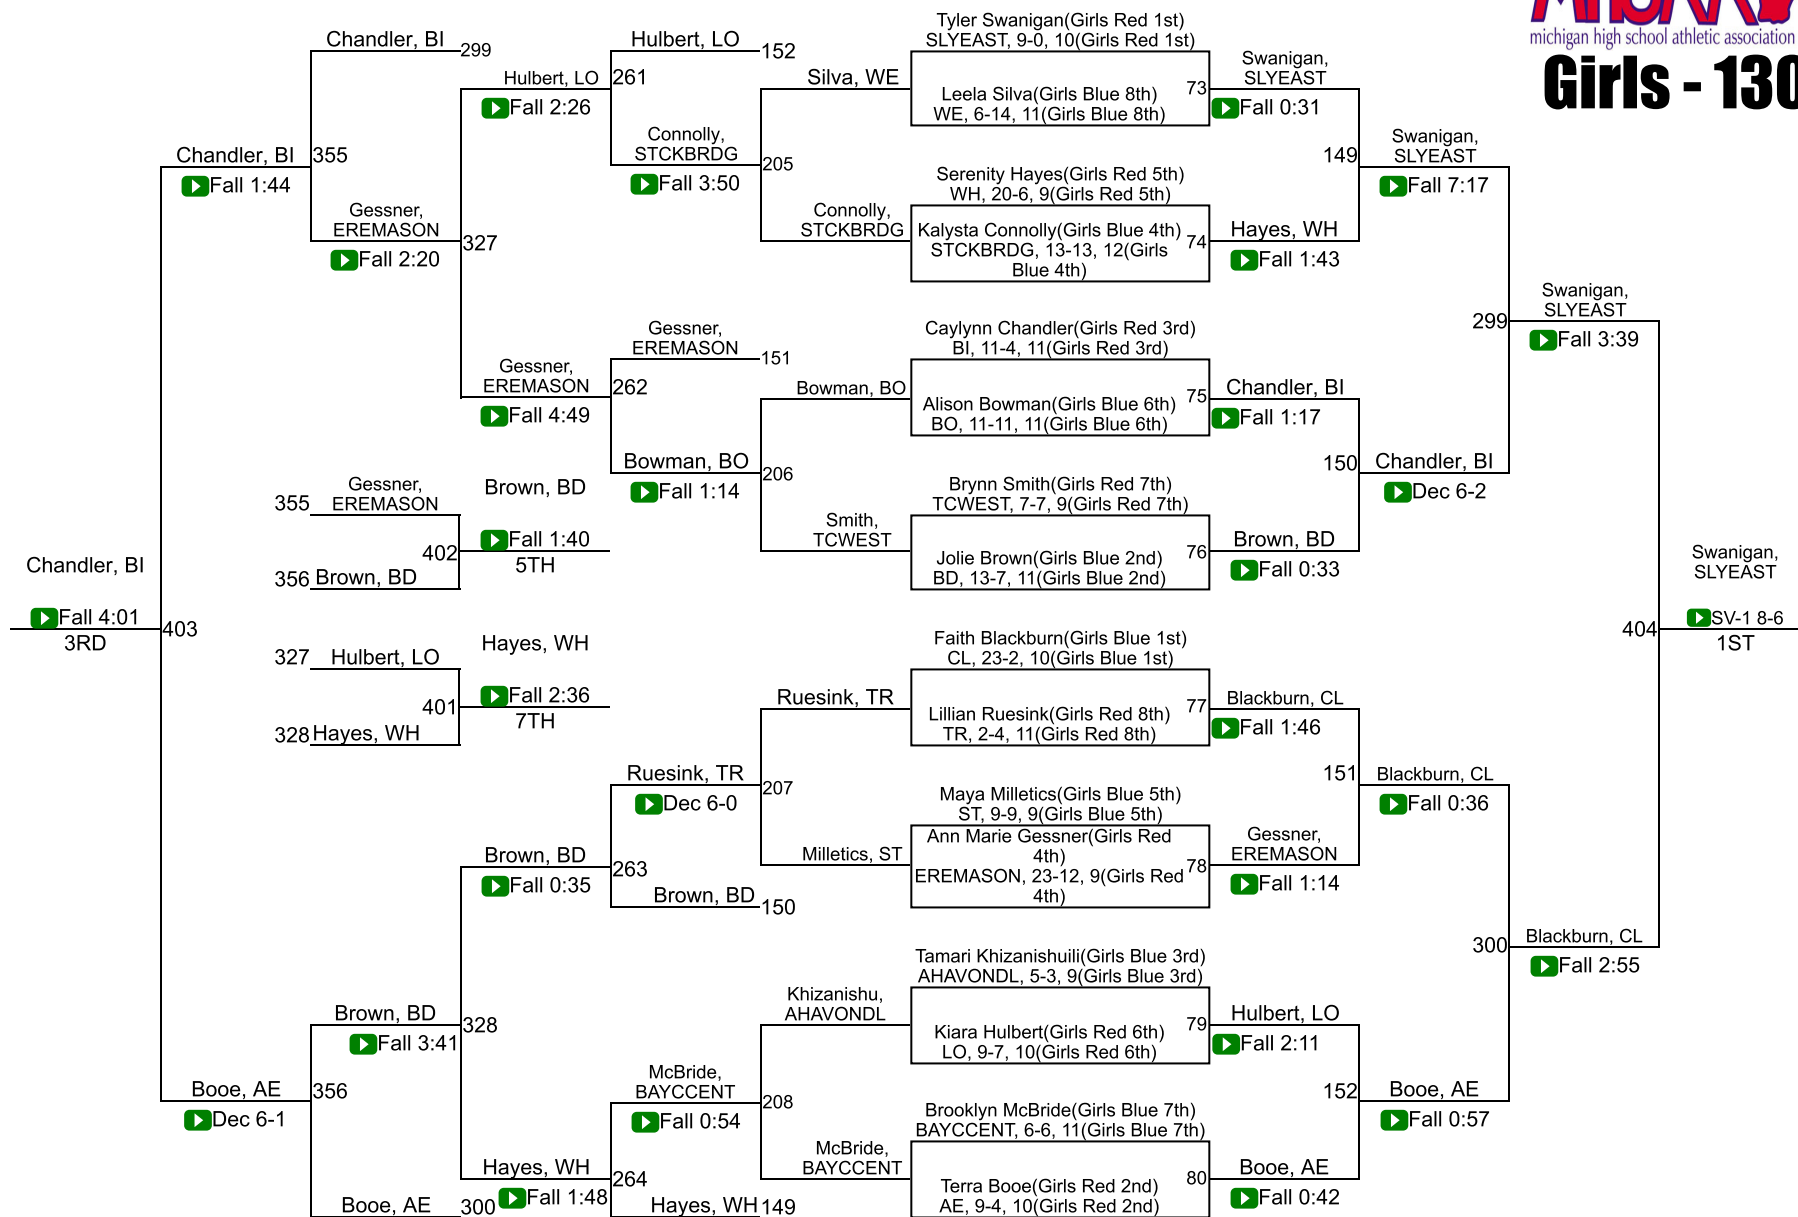 MHSAA
michigan high school athletic association
Girls - 130
Chandler, BI
299
Chandler, BI
355
Fall 1:44
Gessner,
EREMASON
Fall 2:20
327
Hulbert, LO
Fall 2:26
261
Hulbert, LO
152
Connolly,
STCKBRDG
Fall 3:50
205
Silva, WE
Connolly,
STCKBRDG
Gessner,
EREMASON
Fall 4:49
262
Gessner,
EREMASON
151
Bowman, BO
Fall 1:14
206
Bowman, BO
Smith,
TCWEST
355
Gessner,
EREMASON
356 Brown, BD
402
Brown, BD
Fall 1:40
5TH
Chandler, BI
Fall 4:01
3RD
403
327
Hulbert, LO
328 Hayes, WH
401
Hayes, WH
Fall 2:36
7TH
Ruesink, TR
Milletics, ST
Ruesink, TR
Dec 6-0
207
Brown, BD
Fall 0:35
263
Brown, BD
150
Brown, BD
Fall 3:41
328
Booe, AE
Dec 6-1
356
Booe, AE
300
Khizanishu,
AHAVONDL
McBride,
BAYCCENT
McBride,
BAYCCENT
Fall 0:54
208
Hayes, WH
Fall 1:48
264
Hayes, WH
149
Tyler Swanigan(Girls Red 1st)
SLYEAST, 9-0, 10(Girls Red 1st)
Leela Silva(Girls Blue 8th)
WE, 6-14, 11(Girls Blue 8th)
73
Swanigan,
SLYEAST
Fall 0:31
Serenity Hayes(Girls Red 5th)
WH, 20-6, 9(Girls Red 5th)
Kalysta Connolly(Girls Blue 4th)
STCKBRDG, 13-13, 12(Girls
Blue 4th)
74
Hayes, WH
Fall 1:43
149
Swanigan,
SLYEAST
Fall 7:17
Caylynn Chandler(Girls Red 3rd)
BI, 11-4, 11(Girls Red 3rd)
Alison Bowman(Girls Blue 6th)
BO, 11-11, 11(Girls Blue 6th)
75
Chandler, BI
Fall 1:17
Brynn Smith(Girls Red 7th)
TCWEST, 7-7, 9(Girls Red 7th)
Jolie Brown(Girls Blue 2nd)
BD, 13-7, 11(Girls Blue 2nd)
76
Brown, BD
Fall 0:33
150
Chandler, BI
Dec 6-2
299
Swanigan,
SLYEAST
Fall 3:39
Faith Blackburn(Girls Blue 1st)
CL, 23-2, 10(Girls Blue 1st)
Lillian Ruesink(Girls Red 8th)
TR, 2-4, 11(Girls Red 8th)
77
Blackburn, CL
Fall 1:46
Maya Milletics(Girls Blue 5th)
ST, 9-9, 9(Girls Blue 5th)
Ann Marie Gessner(Girls Red
4th)
EREMASON, 23-12, 9(Girls Red
4th)
78
Gessner,
EREMASON
Fall 1:14
151
Blackburn, CL
Fall 0:36
Tamari Khizanishuili(Girls Blue 3rd)
AHAVONDL, 5-3, 9(Girls Blue 3rd)
Kiara Hulbert(Girls Red 6th)
LO, 9-7, 10(Girls Red 6th)
79
Hulbert, LO
Fall 2:11
Brooklyn McBride(Girls Blue 7th)
BAYCCENT, 6-6, 11(Girls Blue 7th)
Terra Booe(Girls Red 2nd)
AE, 9-4, 10(Girls Red 2nd)
80
Booe, AE
Fall 0:42
152
Booe, AE
Fall 0:57
300
Blackburn, CL
Fall 2:55
404
Swanigan,
SLYEAST
SV-1 8-6
1ST